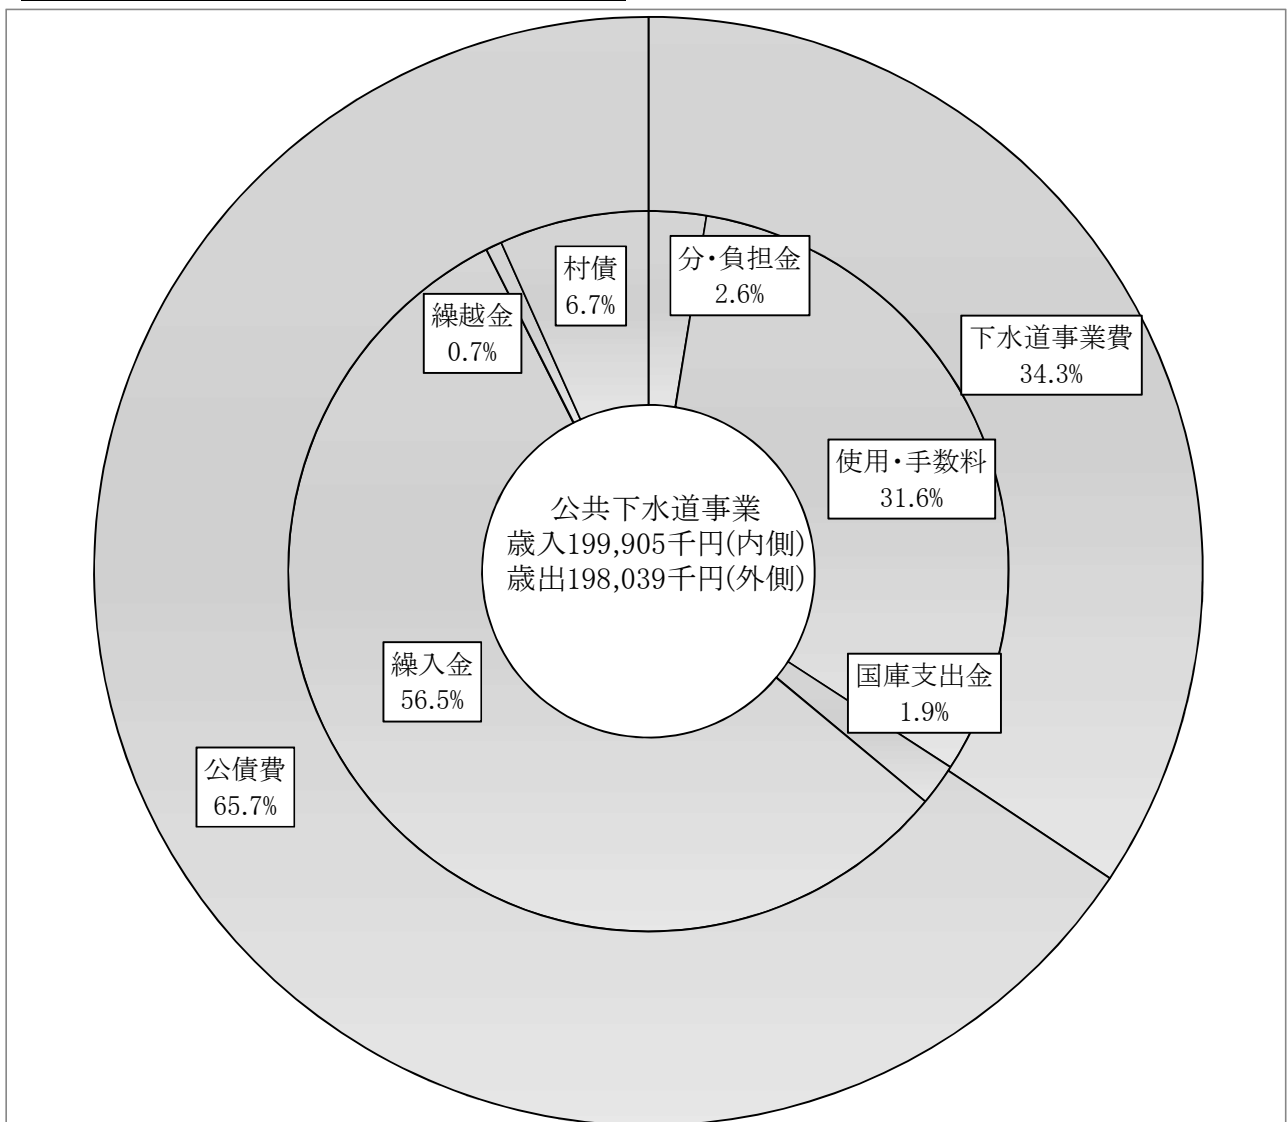 村債
6.7%
分・負担金
2.6%
繰越金
0.7%
下水道事業費
34.3%
使用・手数料
31.6%
公共下水道事業
歳入199,905千円(内側)
歳出198,039千円(外側)
繰入金
56.5%
国庫支出金
1.9%
公債費
65.7%